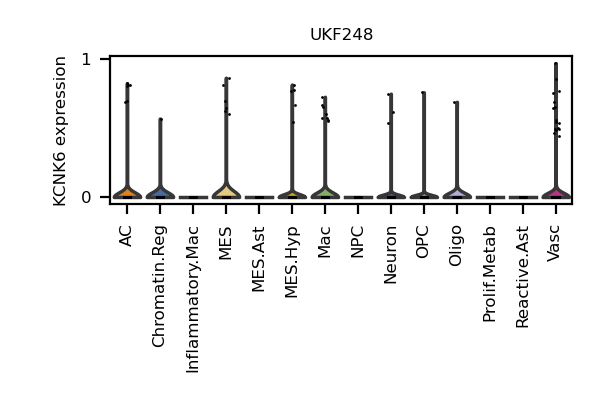 UKF248
KCNK6 expression
1
0
AC
Chromatin.Reg
Inflammatory.Mac
MES
MES.Ast
MES.Hyp
Mac
NPC
Neuron
OPC
Oligo
Prolif.Metab
Reactive.Ast
Vasc